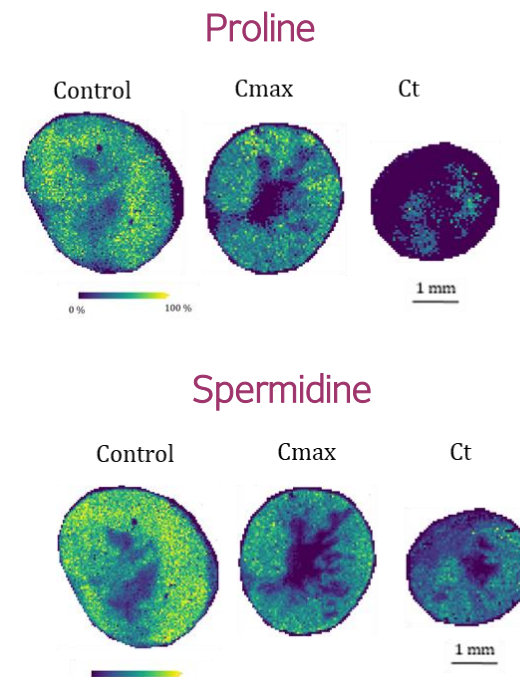 Proline
Control Cmax Ct
0 % 100 %
1 mm
Spermidine
Control Cmax Ct
1 mm